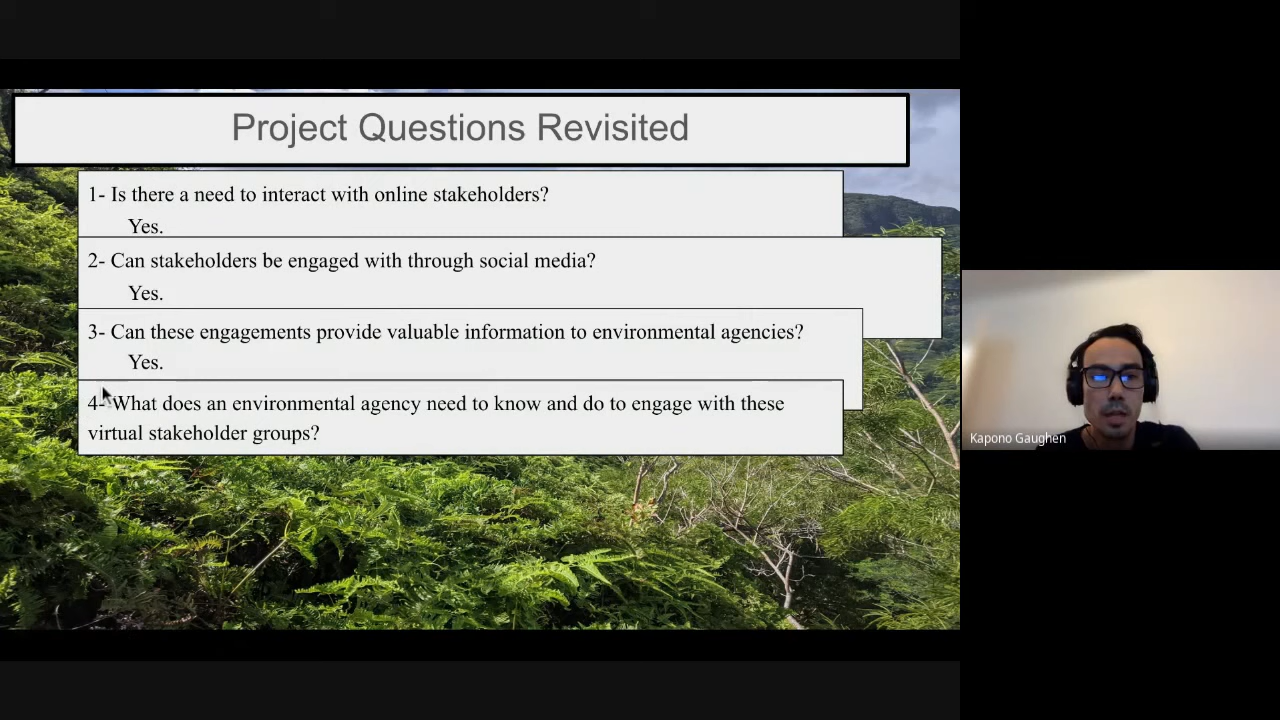 Project Questions Revisited
1- Is there a need to interact with online stakeholders?
Yes.
2- Can stakeholders be engaged with through social media?
Yes.
3- Can these engagements provide valuable information to environmental agencies?
Yes.
4- What does an environmental agency need to know and do to engage with these
virtual stakeholder groups?
Kapono Gaughen